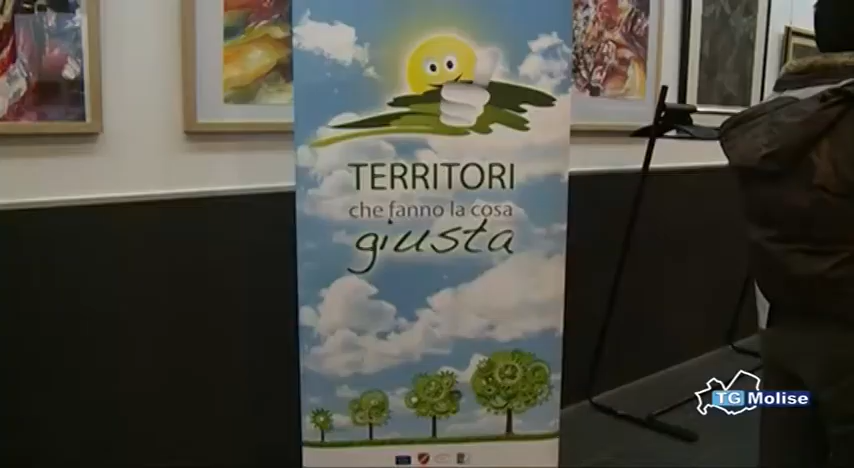 TERRITORI
che fanno la cosa
giusta
TG Molise